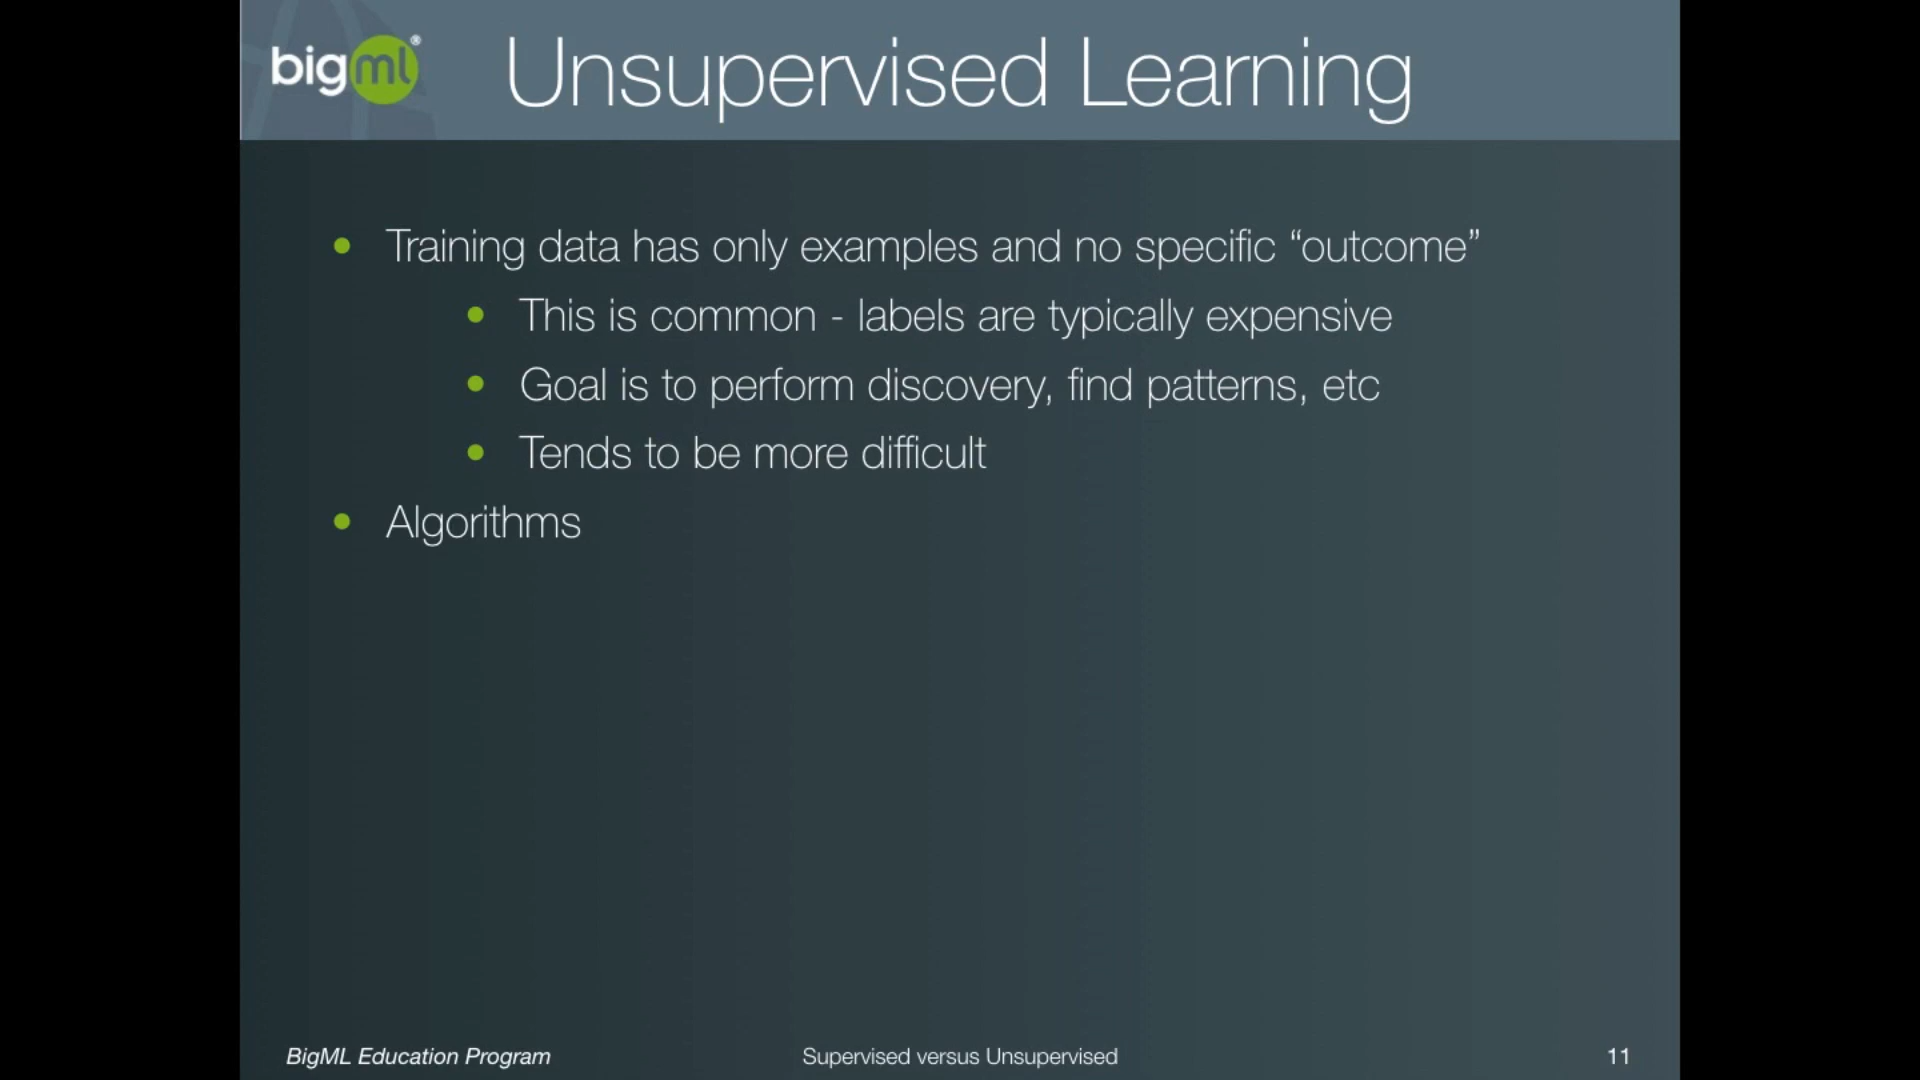 bigml®
Unsupervised Learning
• Training data has only examples and no specific “outcome”
• This is common - labels are typically expensive
• Goal is to perform discovery, find patterns, etc
• Tends to be more difficult
• Algorithms
BigML Education Program
Supervised versus Unsupervised
11